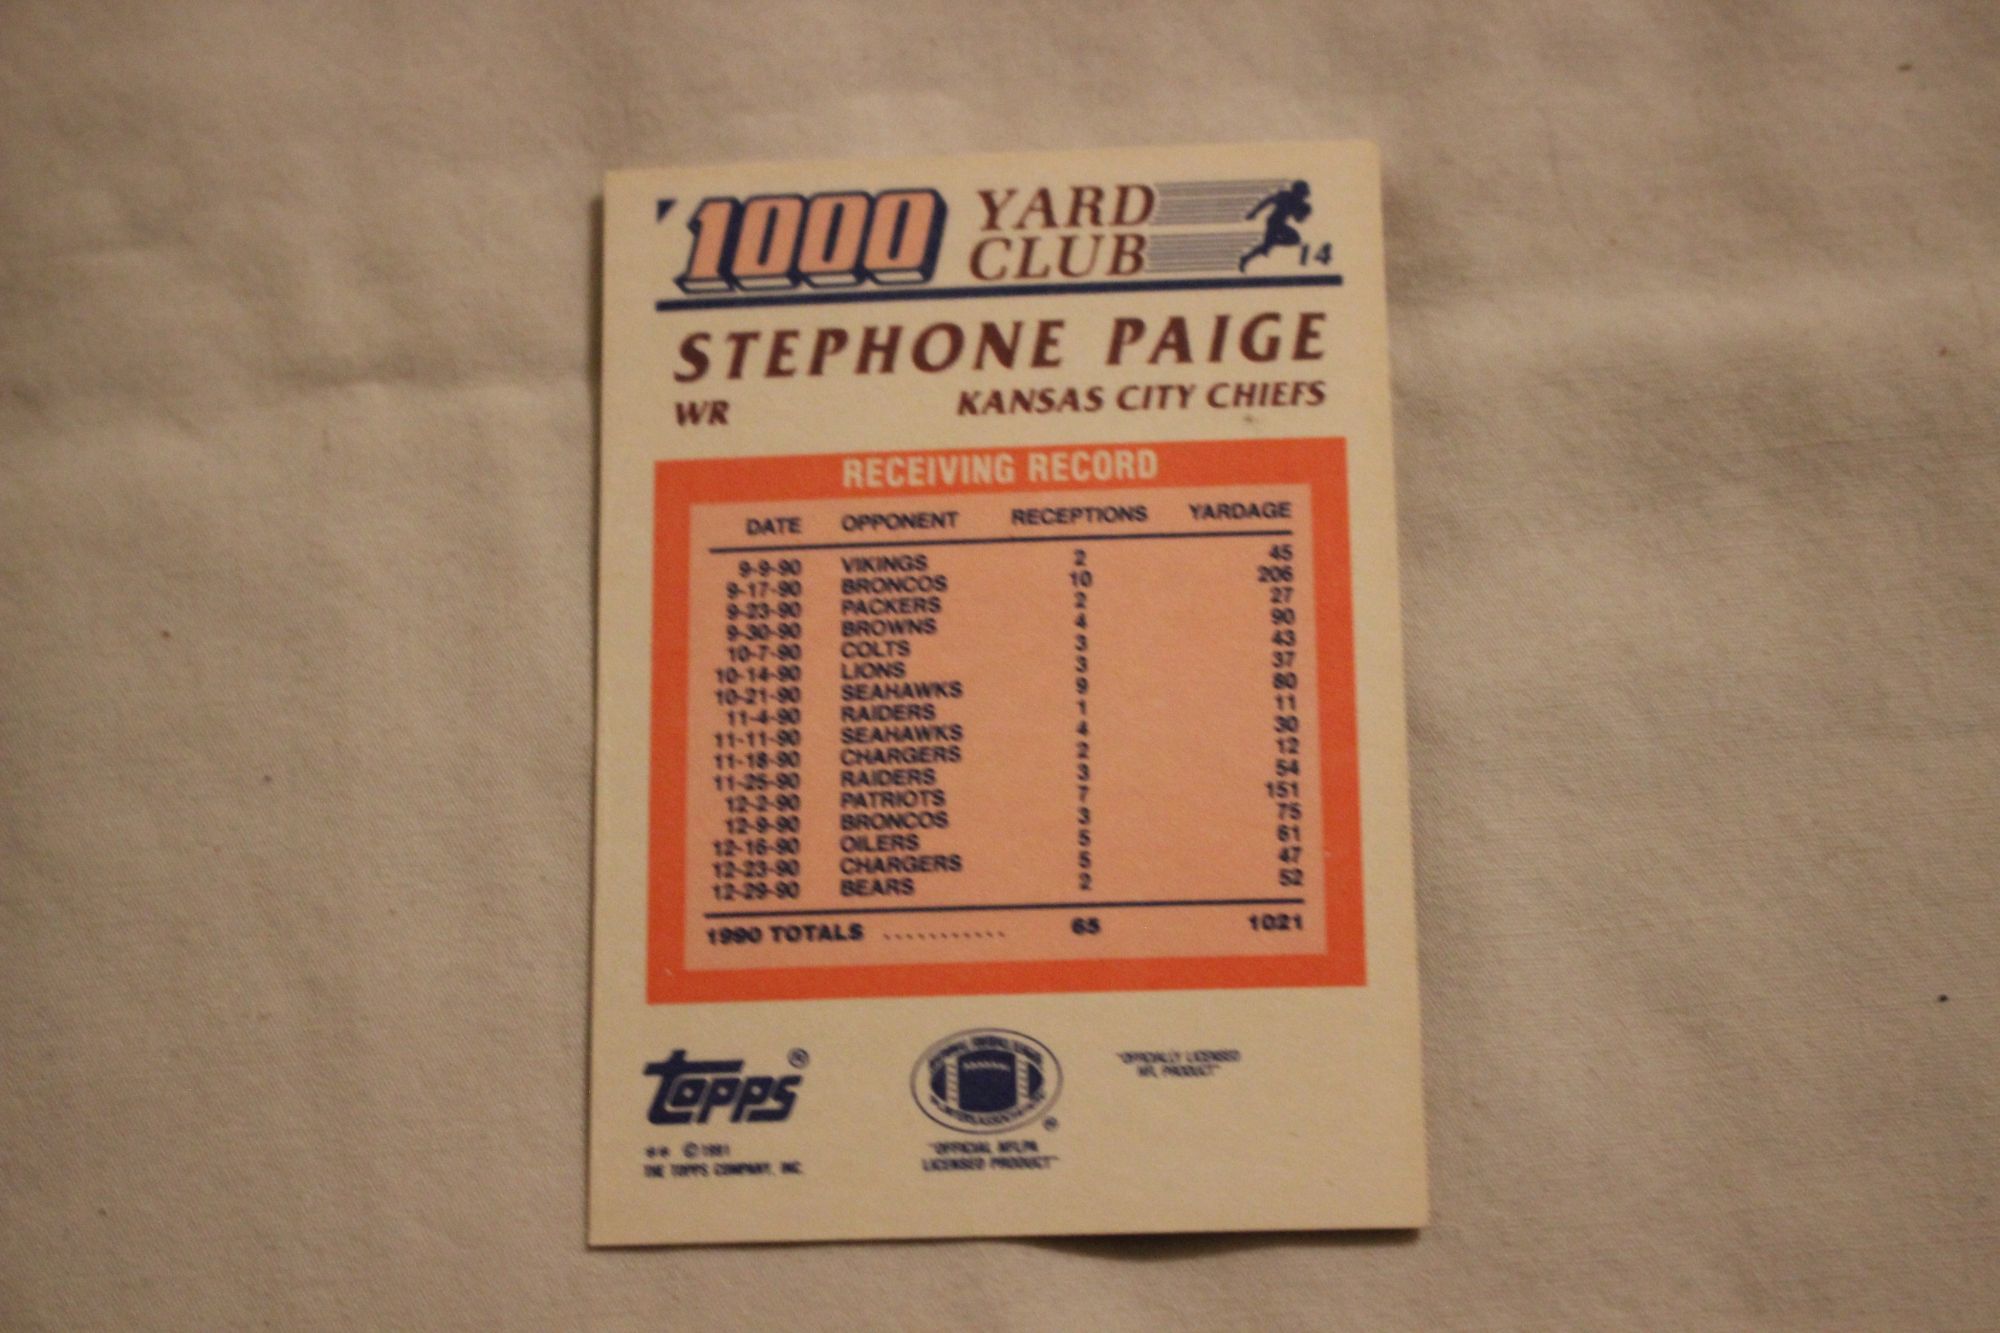 1000 YARD CLUB 14
STEPHONE PAIGE
WR KANSAS CITY CHIEFS
RECEIVING RECORD
DATE OPPONENT RECEPTIONS YARDAGE
9-9-90 VIKINGS 2 45
9-17-90 BRONCOS 10 206
9-23-90 PACKERS 2 27
9-30-90 BROWNS 4 90
10-7-90 COLTS 3 43
10-14-90 LIONS 3 37
10-21-90 SEAHAWKS 9 80
11-4-90 RAIDERS 1 11
11-11-90 SEAHAWKS 4 30
11-18-90 CHARGERS 2 12
11-25-90 RAIDERS 3 54
12-2-90 PATRIOTS 7 151
12-9-90 BRONCOS 3 75
12-16-90 OILERS 5 61
12-23-90 CHARGERS 5 47
12-29-90 BEARS 2 52
1990 TOTALS ........... 65 1021
topps®
** ©1991
THE TOPPS COMPANY, INC.
"OFFICIAL NFLPA
LICENSED PRODUCT"
"OFFICIALLY LICENSED
NFL PRODUCT"